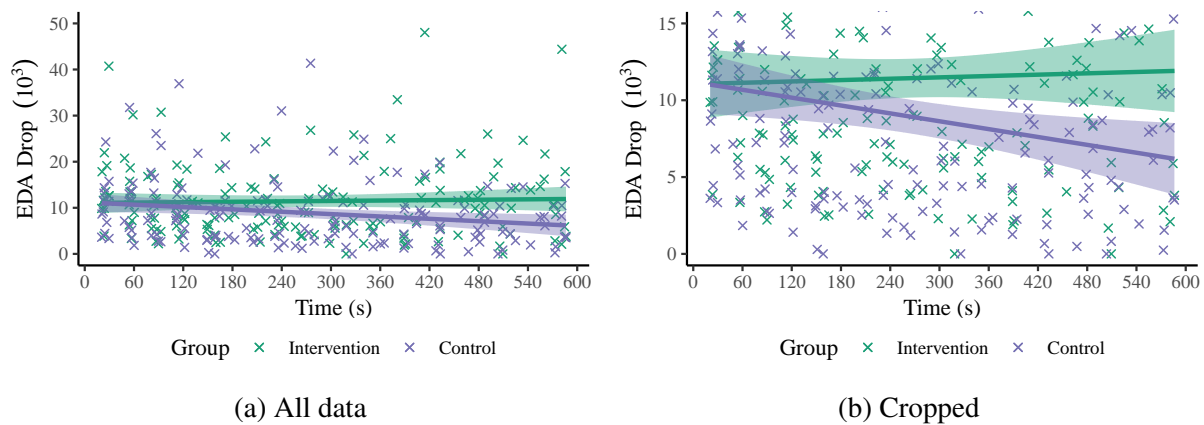 50
40
30
20
10
0
EDA Drop (10³)
0 60 120 180 240 300 360 420 480 540 600
Time (s)
Group Intervention Control
(a) All data
15
10
5
0
EDA Drop (10³)
0 60 120 180 240 300 360 420 480 540 600
Time (s)
Group Intervention Control
(b) Cropped